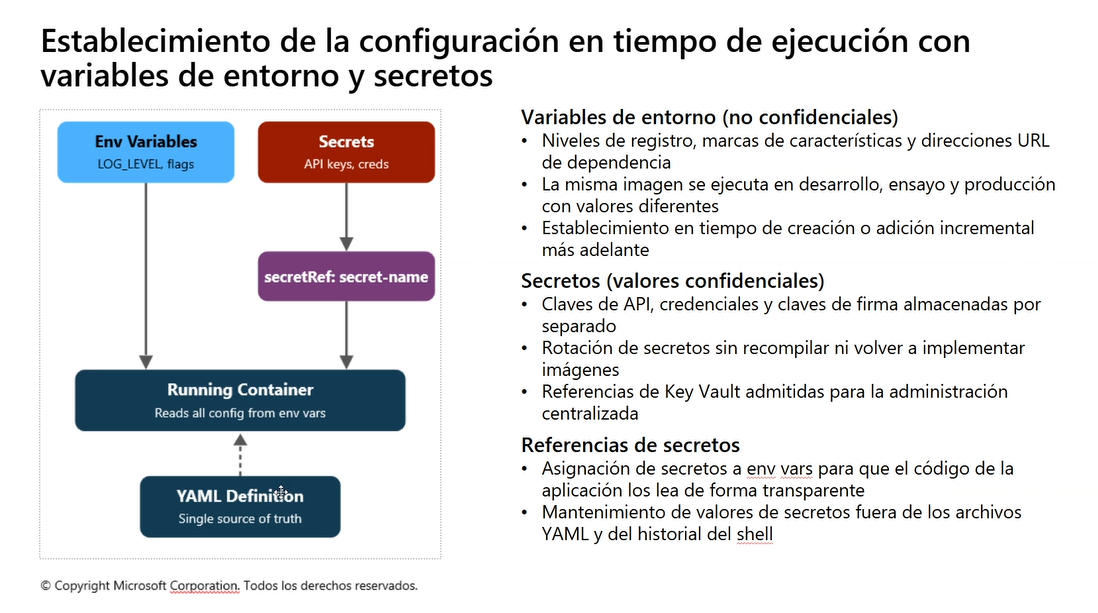 Establecimiento de la configuración en tiempo de ejecución con
variables de entorno y secretos
Env Variables
LOG_LEVEL, flags
Secrets
API keys, creds
secretRef: secret-name
Running Container
Reads all config from env vars
YAML Definition
Single source of truth
Variables de entorno (no confidenciales)
• Niveles de registro, marcas de características y direcciones URL
de dependencia
• La misma imagen se ejecuta en desarrollo, ensayo y producción
con valores diferentes
• Establecimiento en tiempo de creación o adición incremental
más adelante
Secretos (valores confidenciales)
• Claves de API, credenciales y claves de firma almacenadas por
separado
• Rotación de secretos sin recompilar ni volver a implementar
imágenes
• Referencias de Key Vault admitidas para la administración
centralizada
Referencias de secretos
• Asignación de secretos a env vars para que el código de la
aplicación los lea de forma transparente
• Mantenimiento de valores de secretos fuera de los archivos
YAML y del historial del shell
© Copyright Microsoft Corporation. Todos los derechos reservados.